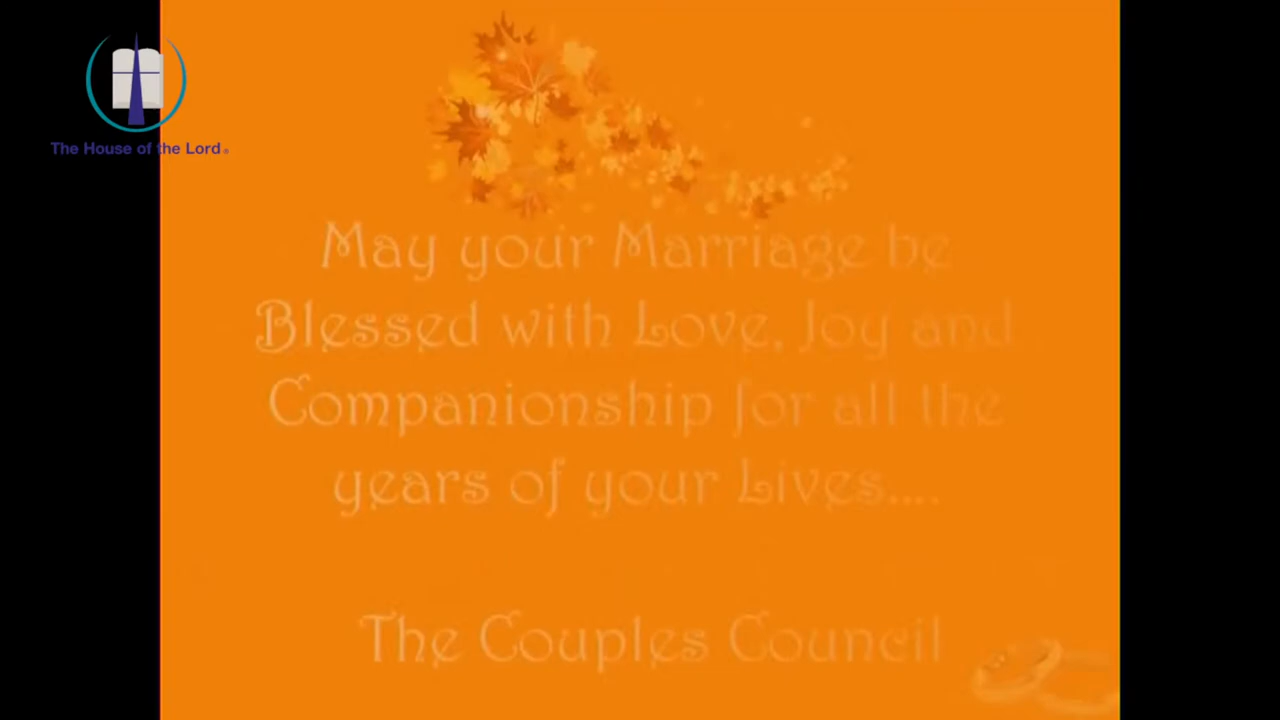 The House of the Lord
May your Marriage be
Blessed with Love, Joy and
Companionship for all the
years of your Lives....
The Couples Council